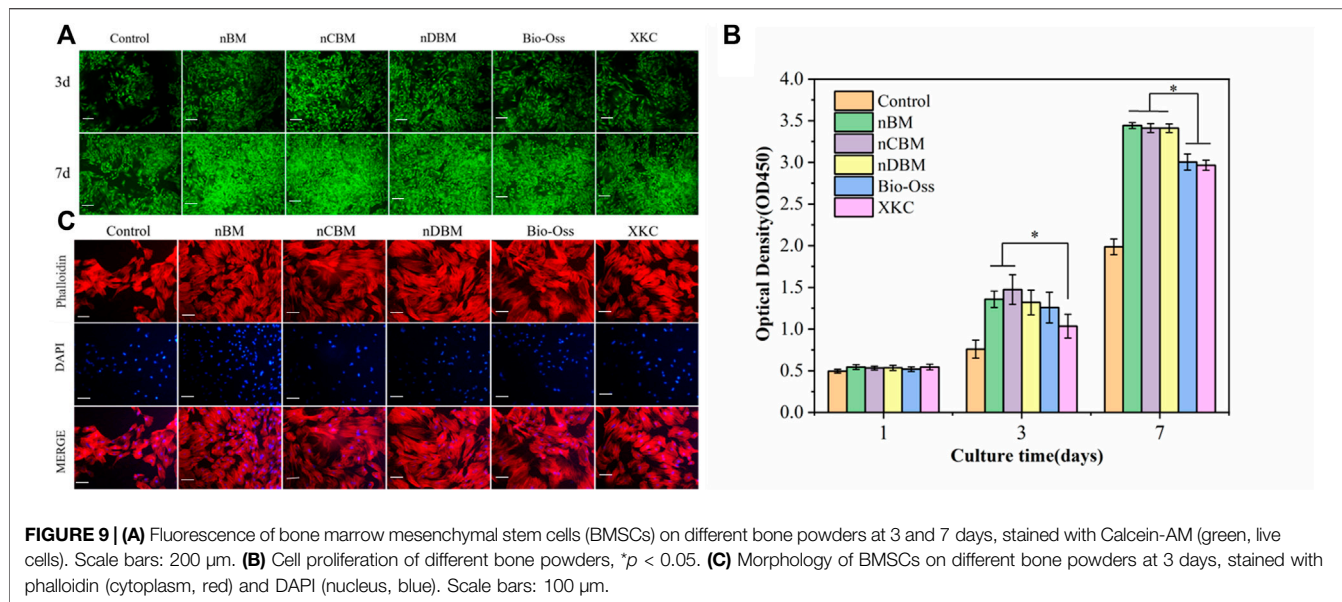 A
Control nBM nCBM nDBM Bio-Oss XKC
3d
7d
C
Control nBM nCBM nDBM Bio-Oss XKC
Phalloidin
DAPI
MERGE
B
Optical Density(OD450)
4.0
3.5
3.0
2.5
2.0
1.5
1.0
0.5
0.0
Control
nBM
nCBM
nDBM
Bio-Oss
XKC
*
*
1 3 7
Culture time(days)
FIGURE 9 | (A) Fluorescence of bone marrow mesenchymal stem cells (BMSCs) on different bone powders at 3 and 7 days, stained with Calcein-AM (green, live
cells). Scale bars: 200 µm. (B) Cell proliferation of different bone powders, *p < 0.05. (C) Morphology of BMSCs on different bone powders at 3 days, stained with
phalloidin (cytoplasm, red) and DAPI (nucleus, blue). Scale bars: 100 µm.